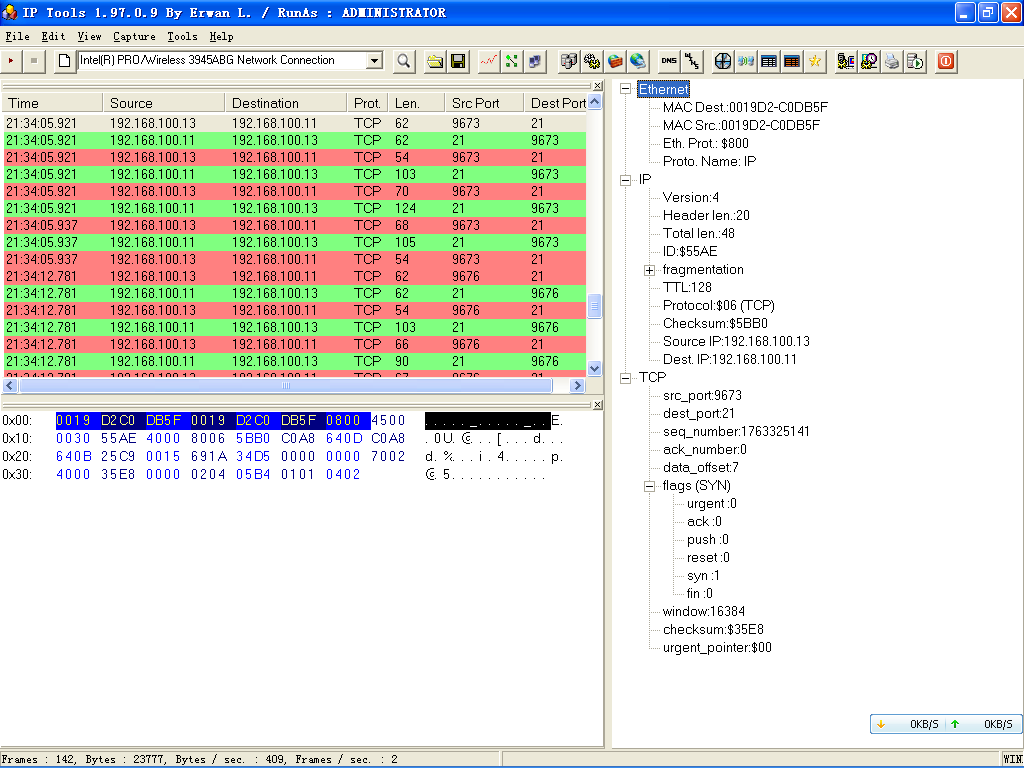 IP Tools 1.97.0.9 By Erwan L. / RunAs : ADMINISTRATOR
File Edit View Capture Tools Help
Intel(R) PRO/Wireless 3945ABG Network Connection
DNS
Time Source Destination Prot. Len. Src Port Dest Port
21:34:05.921 192.168.100.13 192.168.100.11 TCP 62 9673 21
21:34:05.921 192.168.100.11 192.168.100.13 TCP 62 21 9673
21:34:05.921 192.168.100.13 192.168.100.11 TCP 54 9673 21
21:34:05.921 192.168.100.11 192.168.100.13 TCP 103 21 9673
21:34:05.921 192.168.100.13 192.168.100.11 TCP 70 9673 21
21:34:05.921 192.168.100.11 192.168.100.13 TCP 124 21 9673
21:34:05.937 192.168.100.13 192.168.100.11 TCP 68 9673 21
21:34:05.937 192.168.100.11 192.168.100.13 TCP 105 21 9673
21:34:05.937 192.168.100.13 192.168.100.11 TCP 54 9673 21
21:34:12.781 192.168.100.13 192.168.100.11 TCP 62 9676 21
21:34:12.781 192.168.100.11 192.168.100.13 TCP 62 21 9676
21:34:12.781 192.168.100.13 192.168.100.11 TCP 54 9676 21
21:34:12.781 192.168.100.11 192.168.100.13 TCP 103 21 9676
21:34:12.781 192.168.100.13 192.168.100.11 TCP 66 9676 21
21:34:12.781 192.168.100.11 192.168.100.13 TCP 90 21 9676
0x00: 0019 D2C0 DB5F 0019 D2C0 DB5F 0800 4500 ....._....._..E.
0x10: 0030 55AE 4000 8006 5BB0 C0A8 640D C0A8 .0U.@...[...d...
0x20: 640B 25C9 0015 691A 34D5 0000 0000 7002 d.%...i.4.....p.
0x30: 4000 35E8 0000 0204 05B4 0101 0402 @.5...........
Ethernet
MAC Dest.:0019D2-C0DB5F
MAC Src.:0019D2-C0DB5F
Eth. Prot.: $800
Proto. Name: IP
IP
Version:4
Header len.:20
Total len.:48
ID:$55AE
fragmentation
TTL:128
Protocol:$06 (TCP)
Checksum:$5BB0
Source IP:192.168.100.13
Dest. IP:192.168.100.11
TCP
src_port:9673
dest_port:21
seq_number:1763325141
ack_number:0
data_offset:7
flags (SYN)
urgent :0
ack :0
push :0
reset :0
syn :1
fin :0
window:16384
checksum:$35E8
urgent_pointer:$00
0KB/S 0KB/S
Frames : 142, Bytes : 23777, Bytes / sec. : 409, Frames / sec. : 2
WIN